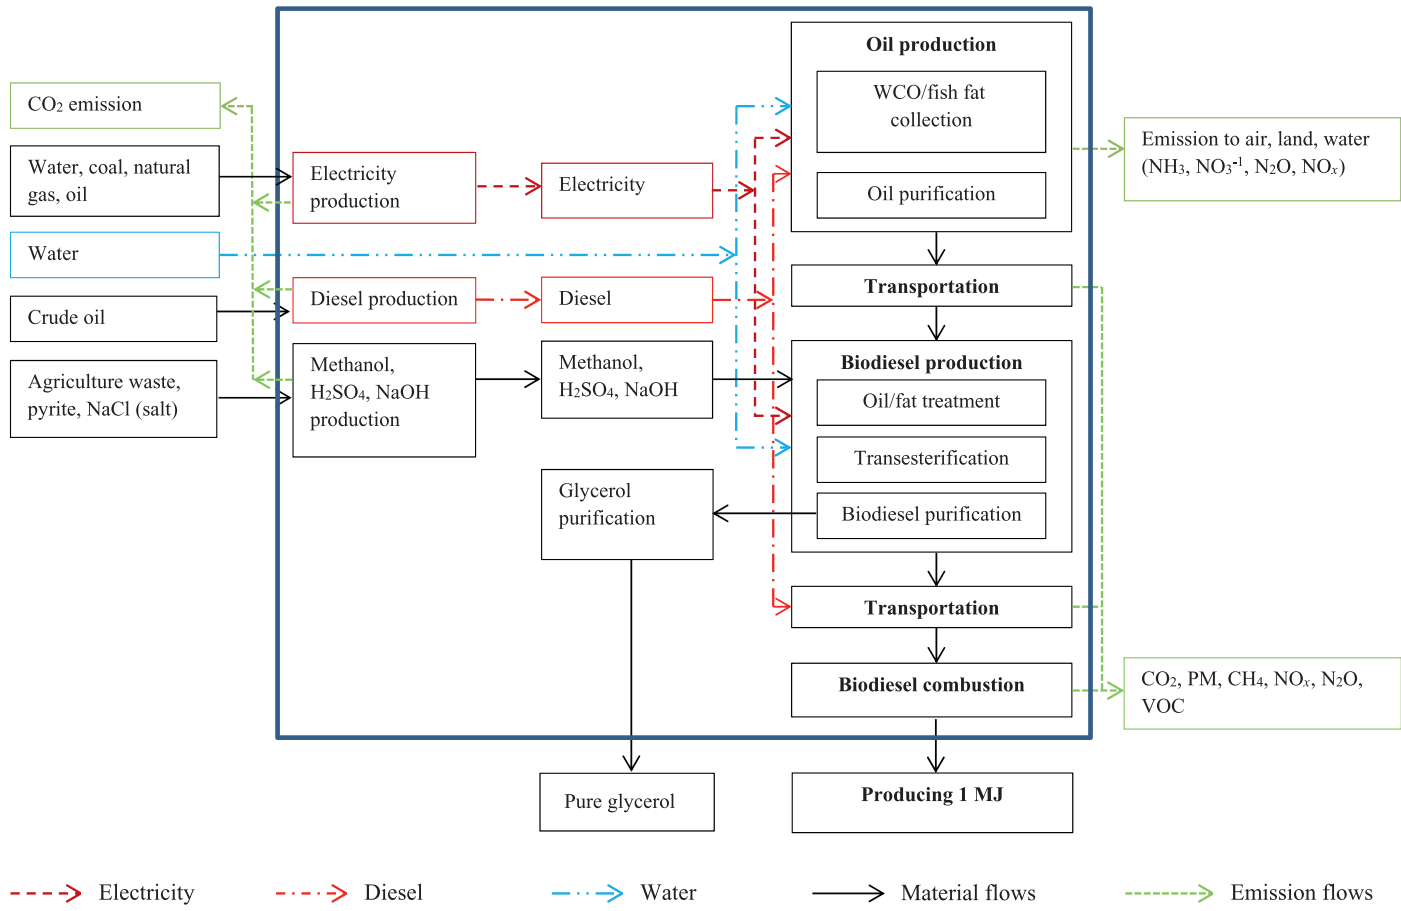 Oil production
WCO/fish fat
collection
Oil purification
CO₂ emission
Water, coal, natural
gas, oil
Water
Crude oil
Agriculture waste,
pyrite, NaCl (salt)
Electricity
production
Electricity
Diesel production
Diesel
Methanol,
H₂SO₄, NaOH
production
Methanol,
H₂SO₄, NaOH
Emission to air, land, water
(NH₃, NO₃⁻¹, N₂O, NOₓ)
Transportation
Biodiesel production
Oil/fat treatment
Transesterification
Biodiesel purification
Glycerol
purification
Transportation
Biodiesel combustion
CO₂, PM, CH₄, NOₓ, N₂O,
VOC
Pure glycerol
Producing 1 MJ
Electricity
Diesel
Water
Material flows
Emission flows